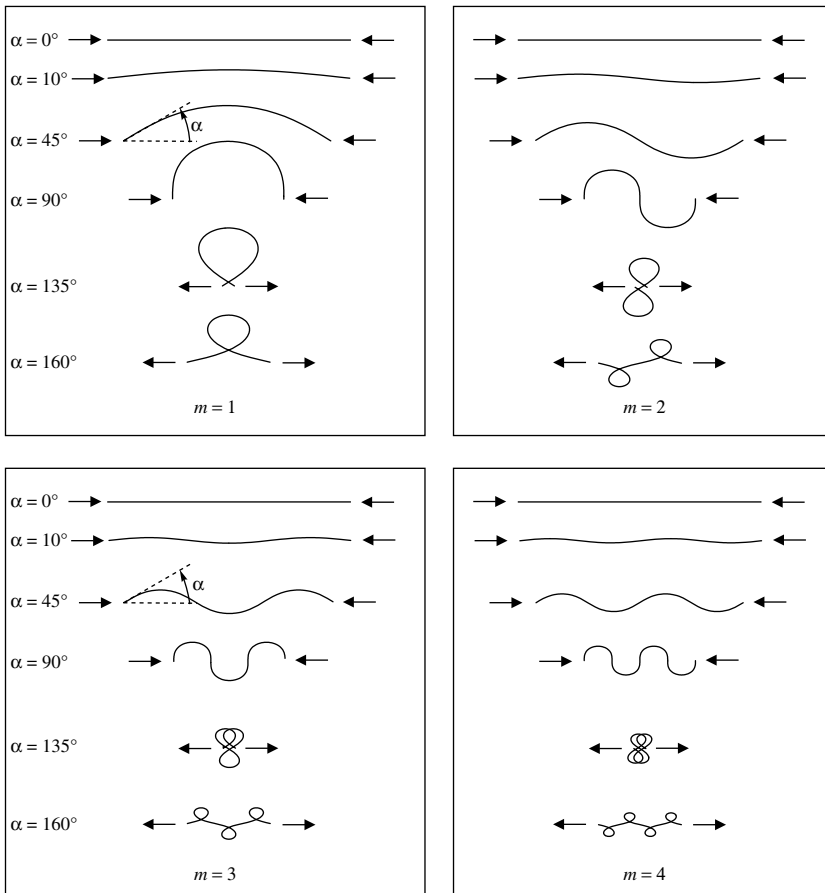 α = 0°
α = 10°
α
α = 45°
α = 90°
α = 135°
α = 160°
m = 1
m = 2
α = 0°
α = 10°
α
α = 45°
α = 90°
α = 135°
α = 160°
m = 3
m = 4